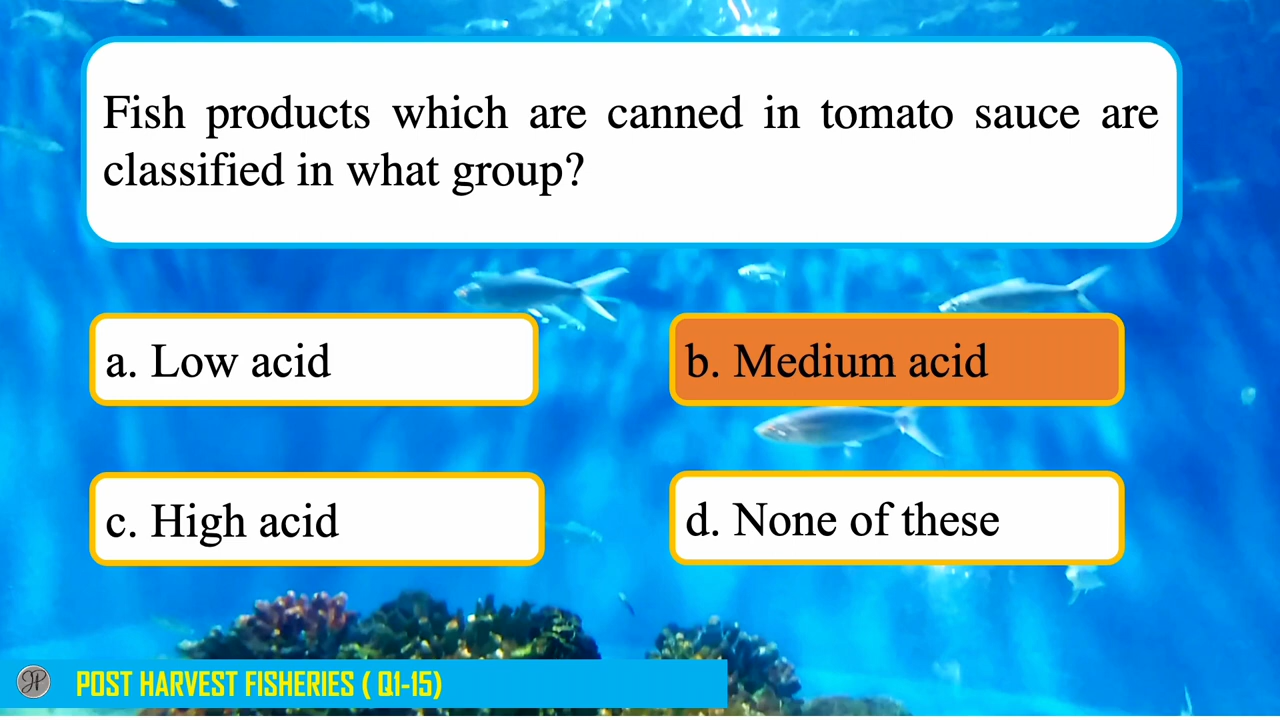 Fish products which are canned in tomato sauce are
classified in what group?
a. Low acid
b. Medium acid
c. High acid
d. None of these
POST HARVEST FISHERIES ( Q1-15)